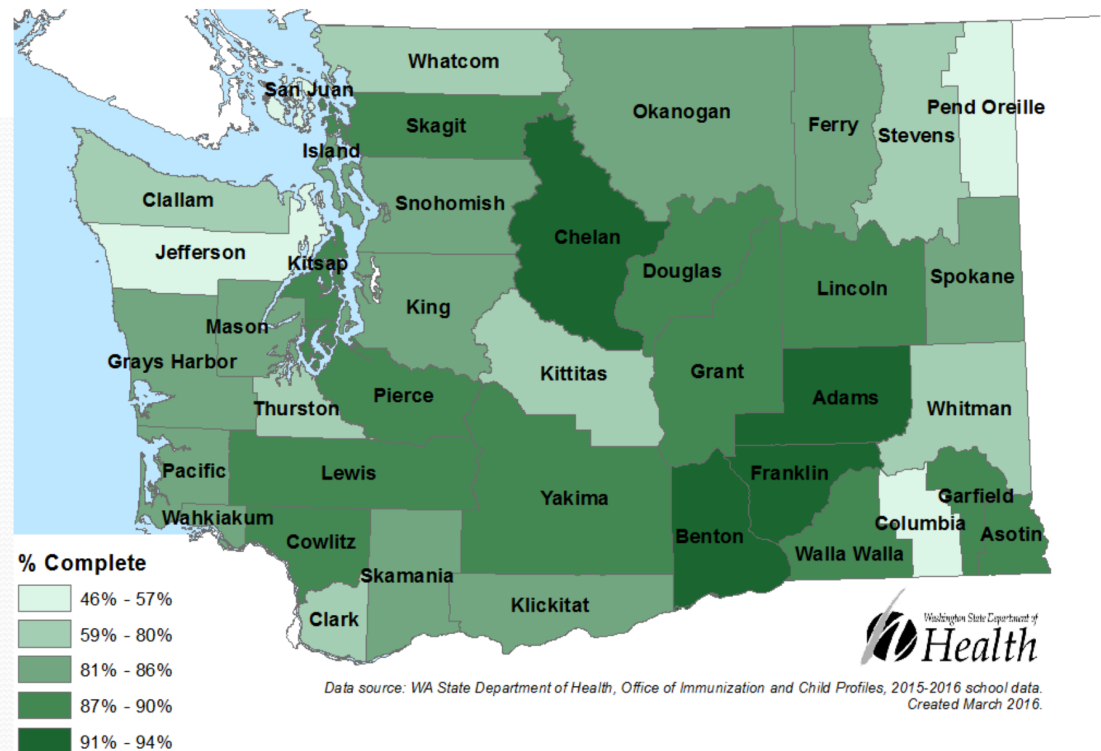 Whatcom
San Juan
Skagit
Okanogan
Ferry
Pend Oreille
Stevens
Island
Clallam
Snohomish
Chelan
Jefferson
Kitsap
Douglas
Lincoln
Spokane
King
Mason
Grays Harbor
Kittitas
Grant
Thurston
Pierce
Adams
Whitman
Pacific
Lewis
Yakima
Franklin
Garfield
Wahkiakum
Columbia
Cowlitz
Benton
Asotin
Walla Walla
Skamania
Klickitat
Clark
% Complete
46% - 57%
59% - 80%
81% - 86%
87% - 90%
91% - 94%
Washington State Department of
Health
Data source: WA State Department of Health, Office of Immunization and Child Profiles, 2015-2016 school data.
Created March 2016.